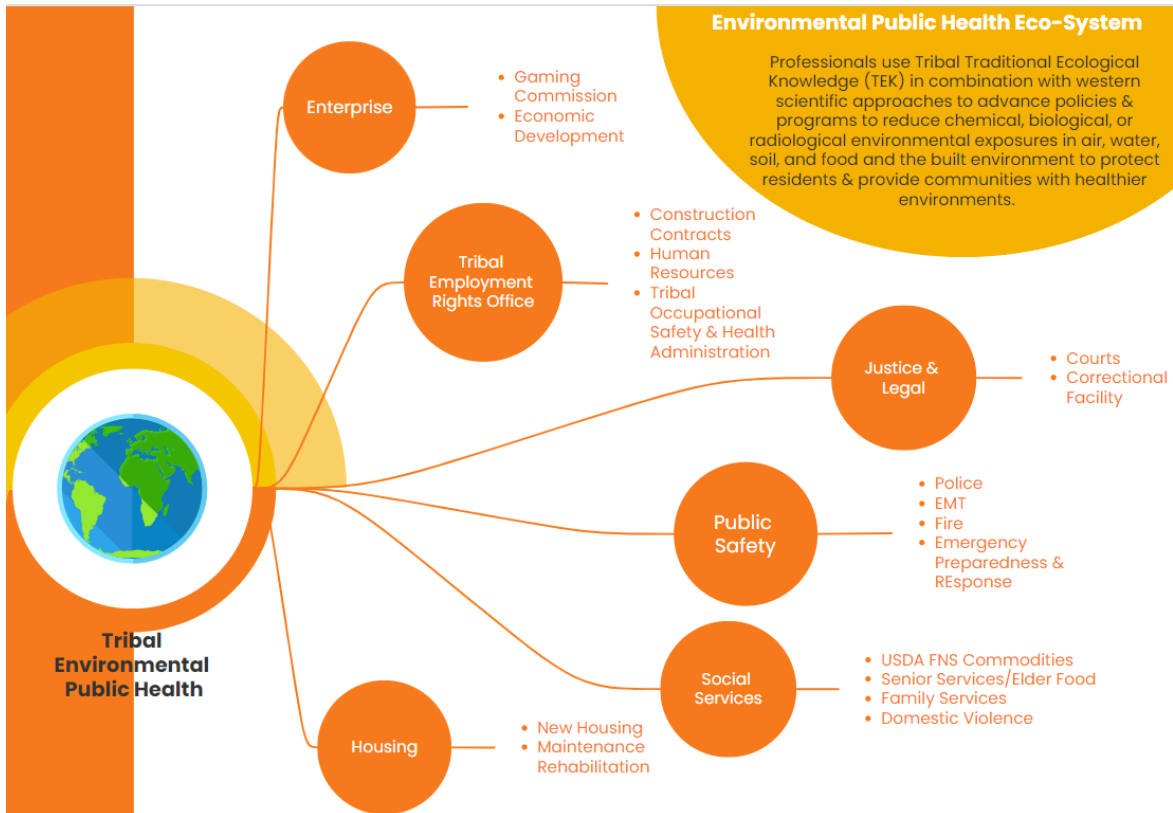 Environmental Public Health Eco-System
Professionals use Tribal Traditional Ecological
Knowledge (TEK) in combination with western
scientific approaches to advance policies &
programs to reduce chemical, biological, or
radiological environmental exposures in air, water,
soil, and food and the built environment to protect
residents & provide communities with healthier
environments.
Enterprise
• Gaming
Commission
• Economic
Development
Tribal
Employment
Rights Office
• Construction
Contracts
• Human
Resources
• Tribal
Occupational
Safety & Health
Administration
Justice &
Legal
• Courts
• Correctional
Facility
Public
Safety
• Police
• EMT
• Fire
• Emergency
Preparedness &
REsponse
Tribal
Environmental
Public Health
Social
Services
• USDA FNS Commodities
• Senior Services/Elder Food
• Family Services
• Domestic Violence
Housing
• New Housing
• Maintenance
Rehabilitation